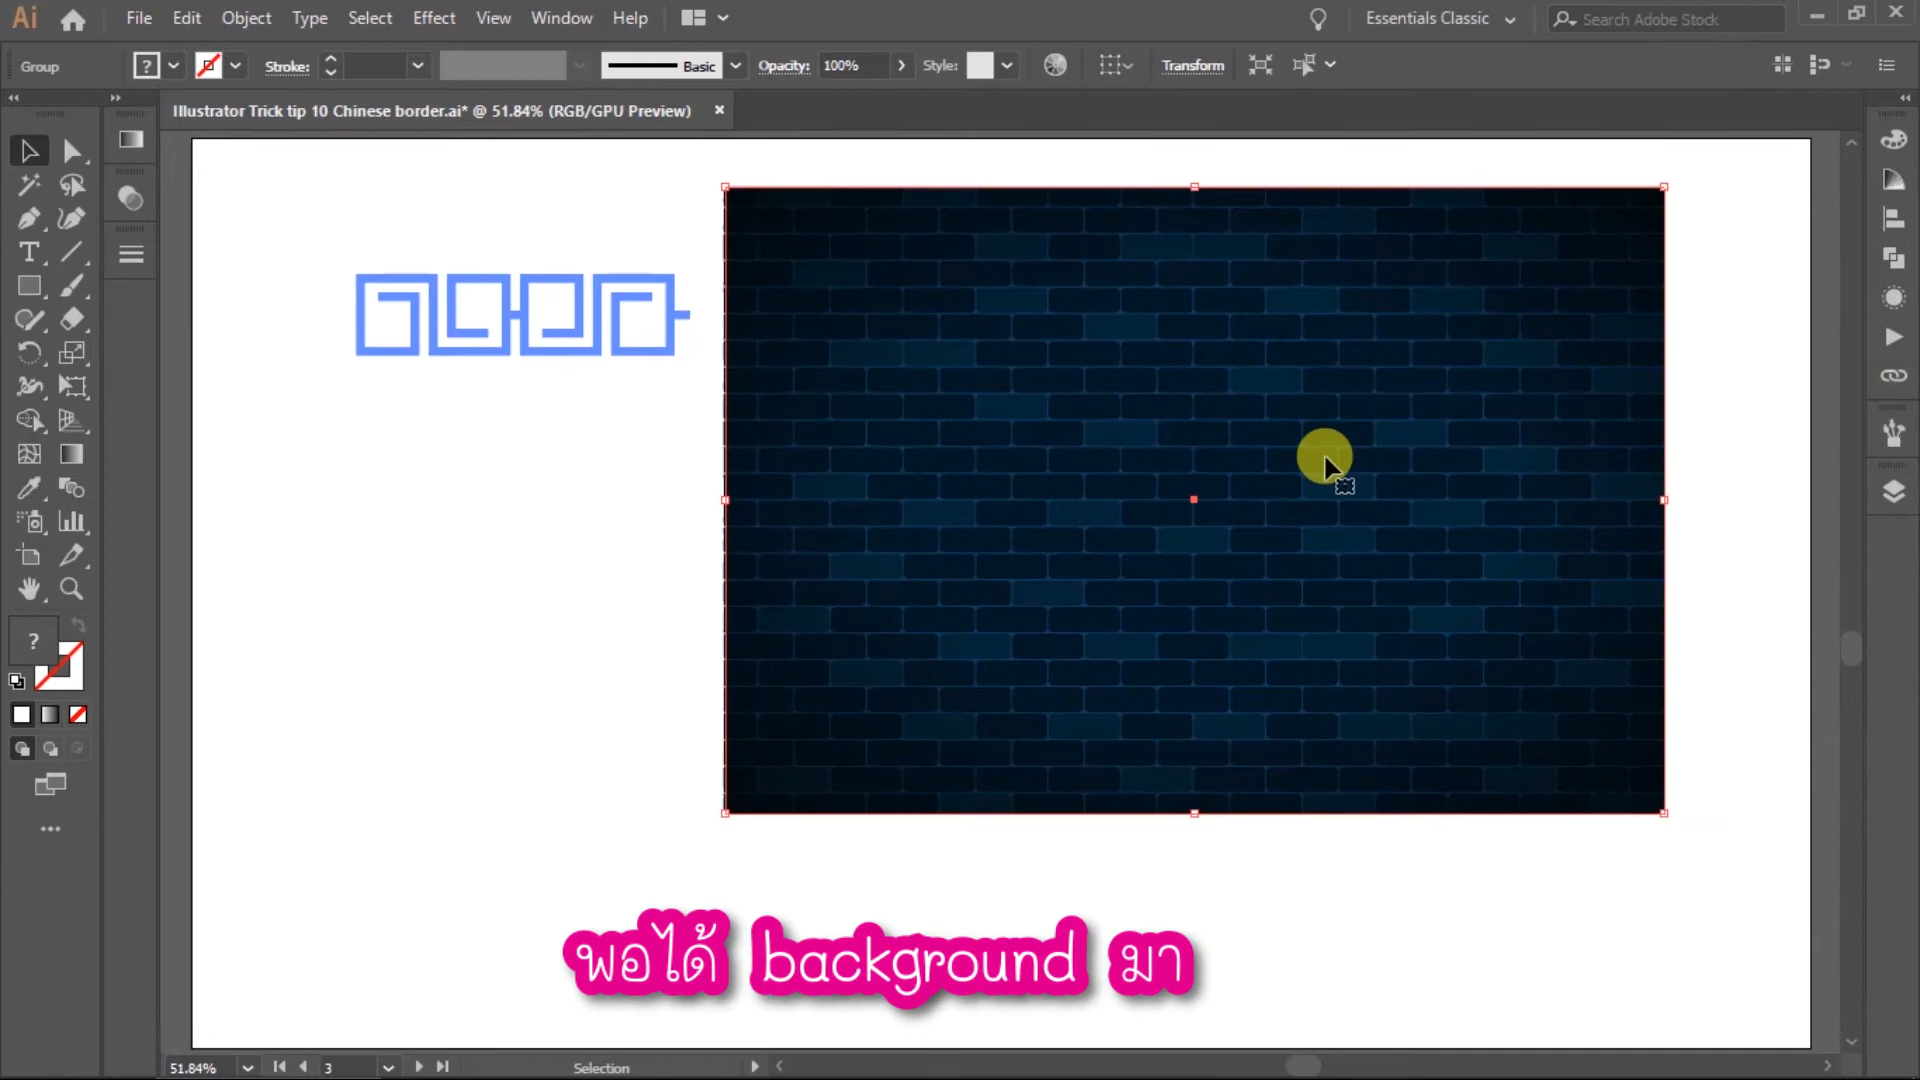 Ai File Edit Object Type Select Effect View Window Help Essentials Classic Search Adobe Stock
Group ? Stroke: Basic Opacity: 100% Style: Transform
Illustrator Trick tip 10 Chinese border.ai* @ 51.84% (RGB/GPU Preview)
?
พอได้ background มา
51.84% 3 Selection